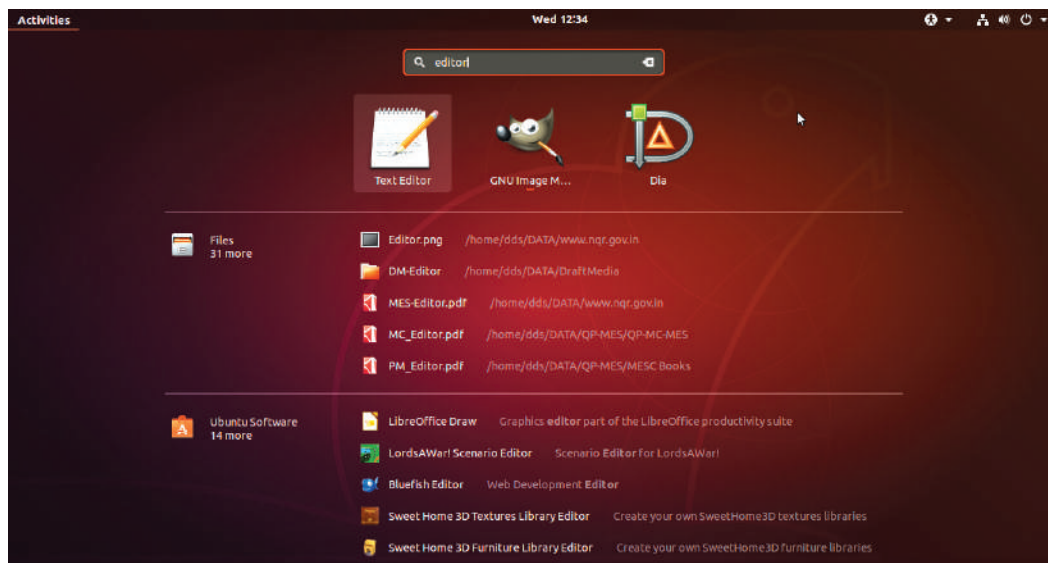 Activities Wed 12:34
editor
Text Editor GNU Image M... Dia
Files
31 more
Editor.png /home/dds/DATA/www.nqr.gov.in
DM-Editor /home/dds/DATA/DraftMedia
MES-Editor.pdf /home/dds/DATA/www.nqr.gov.in
MC_Editor.pdf /home/dds/DATA/QP-MES/QP-MC-MES
PM_Editor.pdf /home/dds/DATA/QP-MES/MESC Books
Ubuntu Software
14 more
LibreOffice Draw Graphics editor part of the LibreOffice productivity suite
LordsAWar! Scenario Editor Scenario Editor for LordsAWar!
Bluefish Editor Web Development Editor
Sweet Home 3D Textures Library Editor Create your own SweetHome3D textures libraries
Sweet Home 3D Furniture Library Editor Create your own SweetHome3D furniture libraries